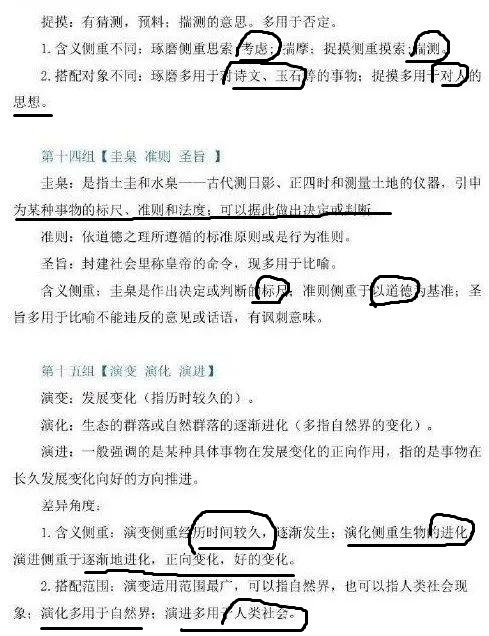 捉摸：有猜测，预料；揣测的意思。多用于否定。
1.含义侧重不同：琢磨侧重思索,考虑；揣摩；捉摸侧重摸索;揣测。
2.搭配对象不同：琢磨多用于对诗文、玉石等的事物；捉摸多用于对人的
思想。
第十四组【圭臬 准则 圣旨 】
圭臬：是指土圭和水臬——古代测日影、正四时和测量土地的仪器，引申
为某种事物的标尺、准则和法度；可以据此做出决定或判断
准则：依道德之理所遵循的标准原则或是行为准则。
圣旨：封建社会里称皇帝的命令，现多用于比喻。
含义侧重：圭臬是作出决定或判断的标尺；准则侧重于以道德为基准；圣
旨多用于比喻不能违反的意见或话语，有讽刺意味。
第十五组【演变 演化 演进】
演变：发展变化（指历时较久的）。
演化：生态的群落或自然群落的逐渐进化（多指自然界的变化）。
演进：一般强调的是某种具体事物在发展变化的正向作用，指的是事物在
长久发展变化向好的方向推进。
差异角度：
1.含义侧重：演变侧重经历时间较久，逐渐发生；演化侧重生物的进化
演进侧重于逐渐地进化，正向变化，好的变化。
2.搭配范围：演变适用范围最广，可以指自然界，也可以指人类社会现
象；演化多用于自然界；演进多用于人类社会。